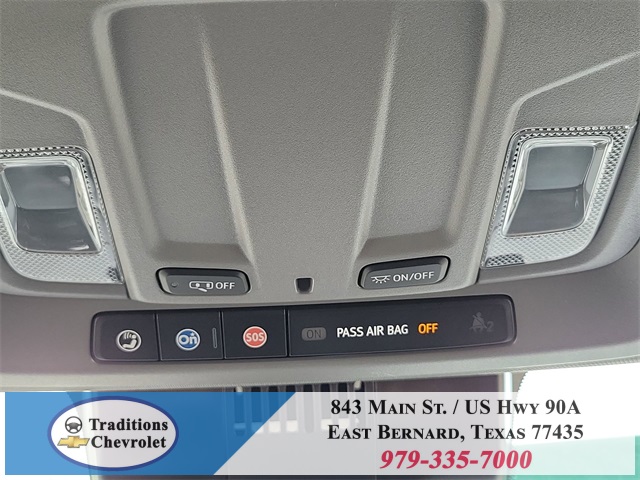 OFF
ON/OFF
On
SOS
ON PASS AIR BAG OFF
2
Traditions
Chevrolet
843 Main St. / US Hwy 90A
East Bernard, Texas 77435
979-335-7000